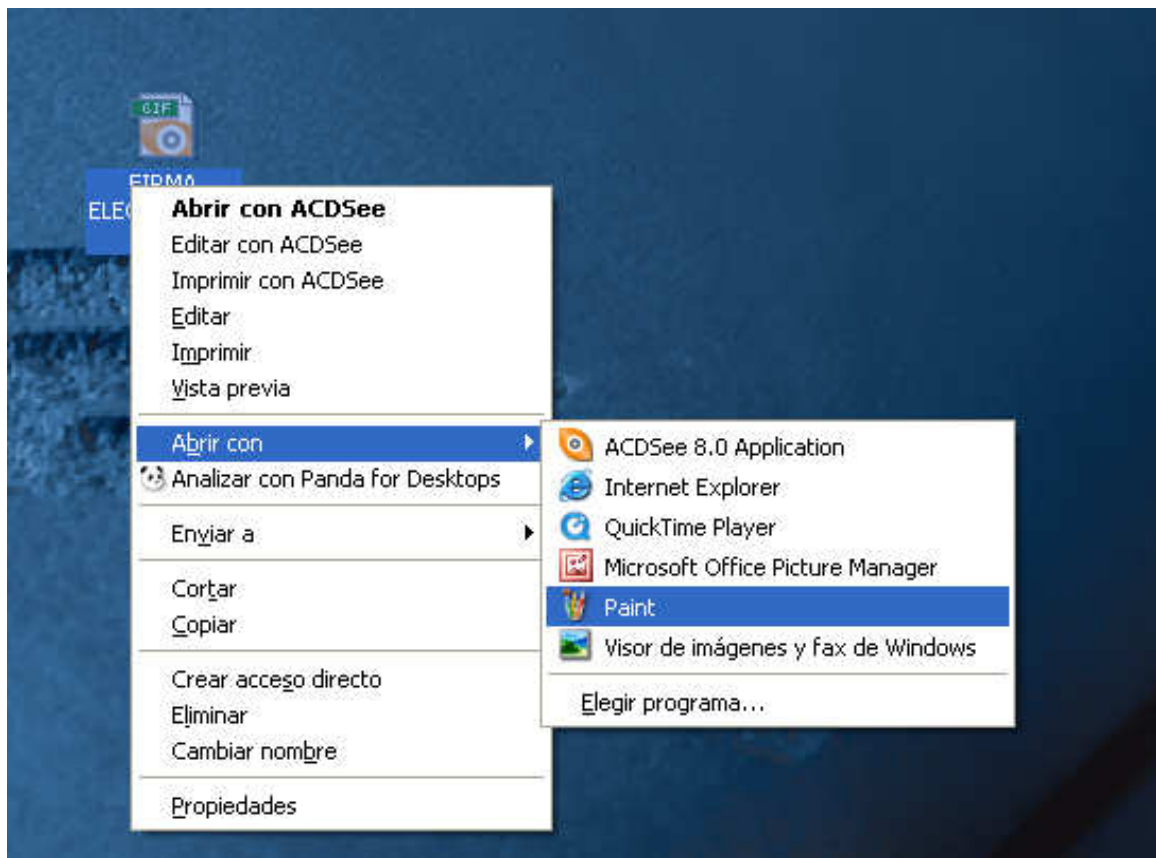 GIF
FIRMA
Abrir con ACDSee
Editar con ACDSee
Imprimir con ACDSee
Editar
Imprimir
Vista previa
Abrir con
Analizar con Panda for Desktops
Enviar a
Cortar
Copiar
Crear acceso directo
Eliminar
Cambiar nombre
Propiedades
ACDSee 8.0 Application
Internet Explorer
QuickTime Player
Microsoft Office Picture Manager
Paint
Visor de imágenes y fax de Windows
Elegir programa...